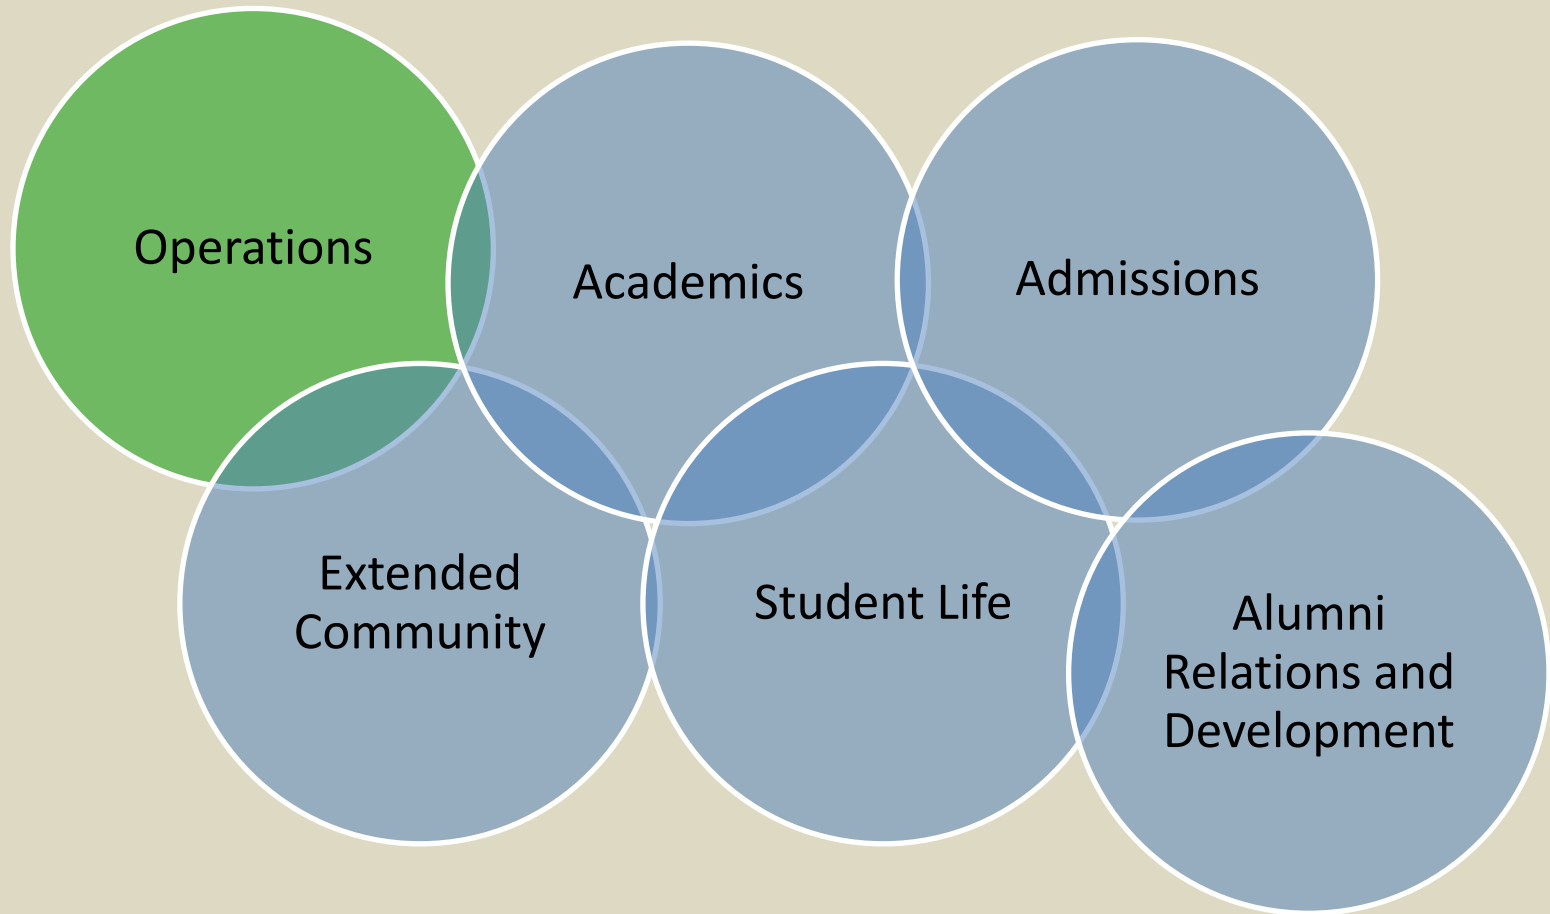 Operations
Academics
Admissions
Extended
Community
Student Life
Alumni
Relations and
Development